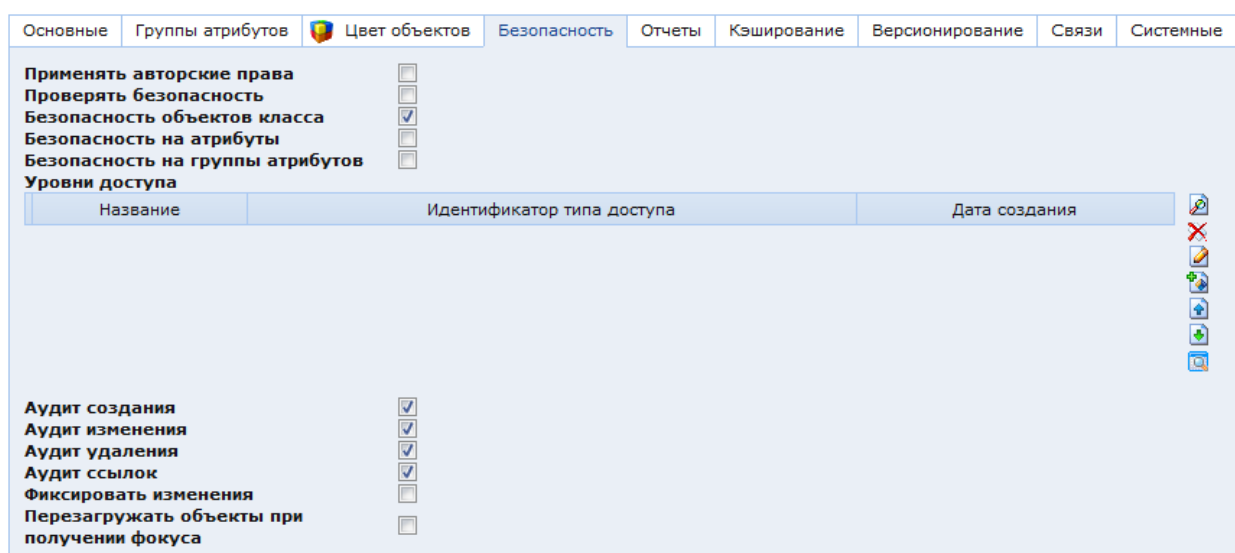 Основные Группы атрибутов Цвет объектов Безопасность Отчеты Кэширование Версионирование Связи Системные
Применять авторские права
Проверять безопасность
Безопасность объектов класса
Безопасность на атрибуты
Безопасность на группы атрибутов
Уровни доступа
Название Идентификатор типа доступа Дата создания
Аудит создания
Аудит изменения
Аудит удаления
Аудит ссылок
Фиксировать изменения
Перезагружать объекты при
получении фокуса